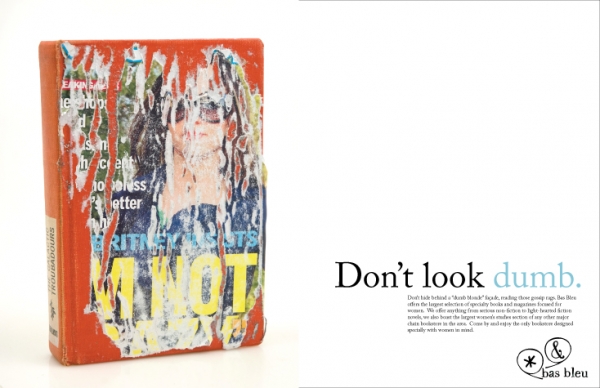 less
better
BRITNEY
M NOT
TROUBADOURS
Don't look dumb.
Don't hide behind a "dumb blonde" façade, reading those gossip rags. Bas Bleu
offers the largest selection of specialty books and magazines focused for
women. We offer anything from serious non-fiction to light-hearted fiction
novels, we also boast the largest women's studies section of any other major
chain bookstores in the area. Come by and enjoy the only bookstore designed
specially with women in mind.
&
*
bas bleu